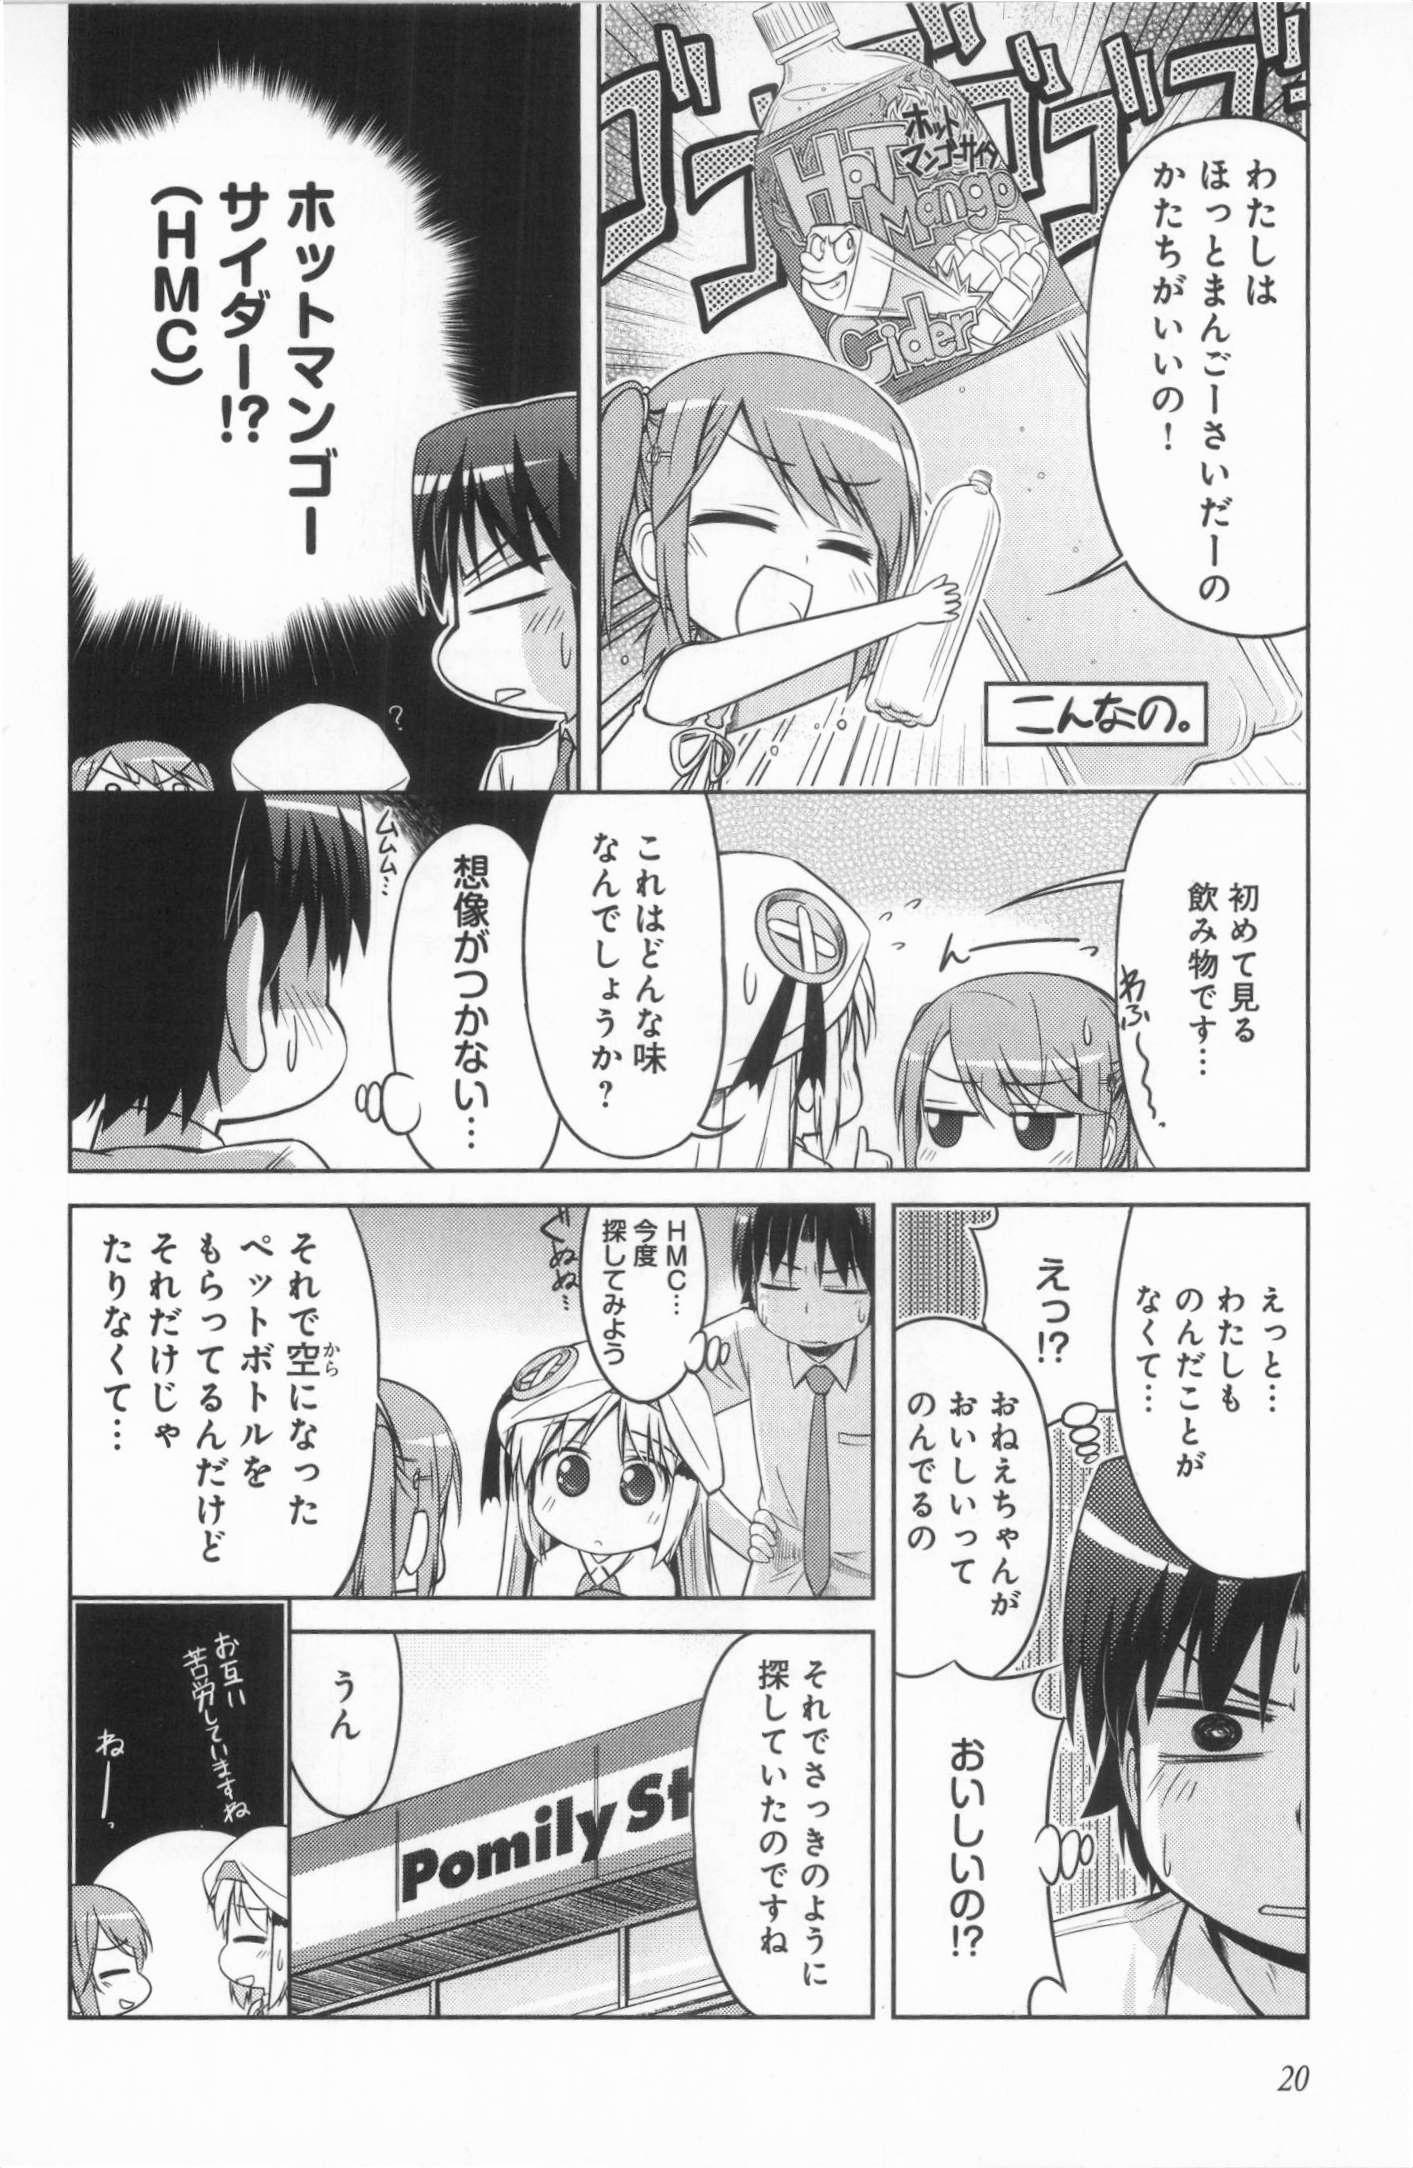 わたしは
ほっとまんごーさいだーの
かたちがいいの!
ゴゴゴゴゴ!
ホット
マンゴーサイダー
HoT
Mango
Cider
こんなの。
ホットマンゴー
サイダー!?
(HMC)
?
初めて見る
飲み物です…
わふー
んー
これはどんな味
なんでしょうか?
想像がつかない…
ムムム…
えっと…
わたしも
のんだことが
なくて…
えっ!?
おねえちゃんが
おいしいって
のんでるの
おいしいの!?
HMC…
今度
探してみよう
ぐぬぬ…
それで空になった
から
ペットボトルを
もらってるんだけど
それだけじゃ
たりなくて…
それでさっきのように
探していたのですね
Pomily St
うん
お互い
苦労していますね
ねー
20